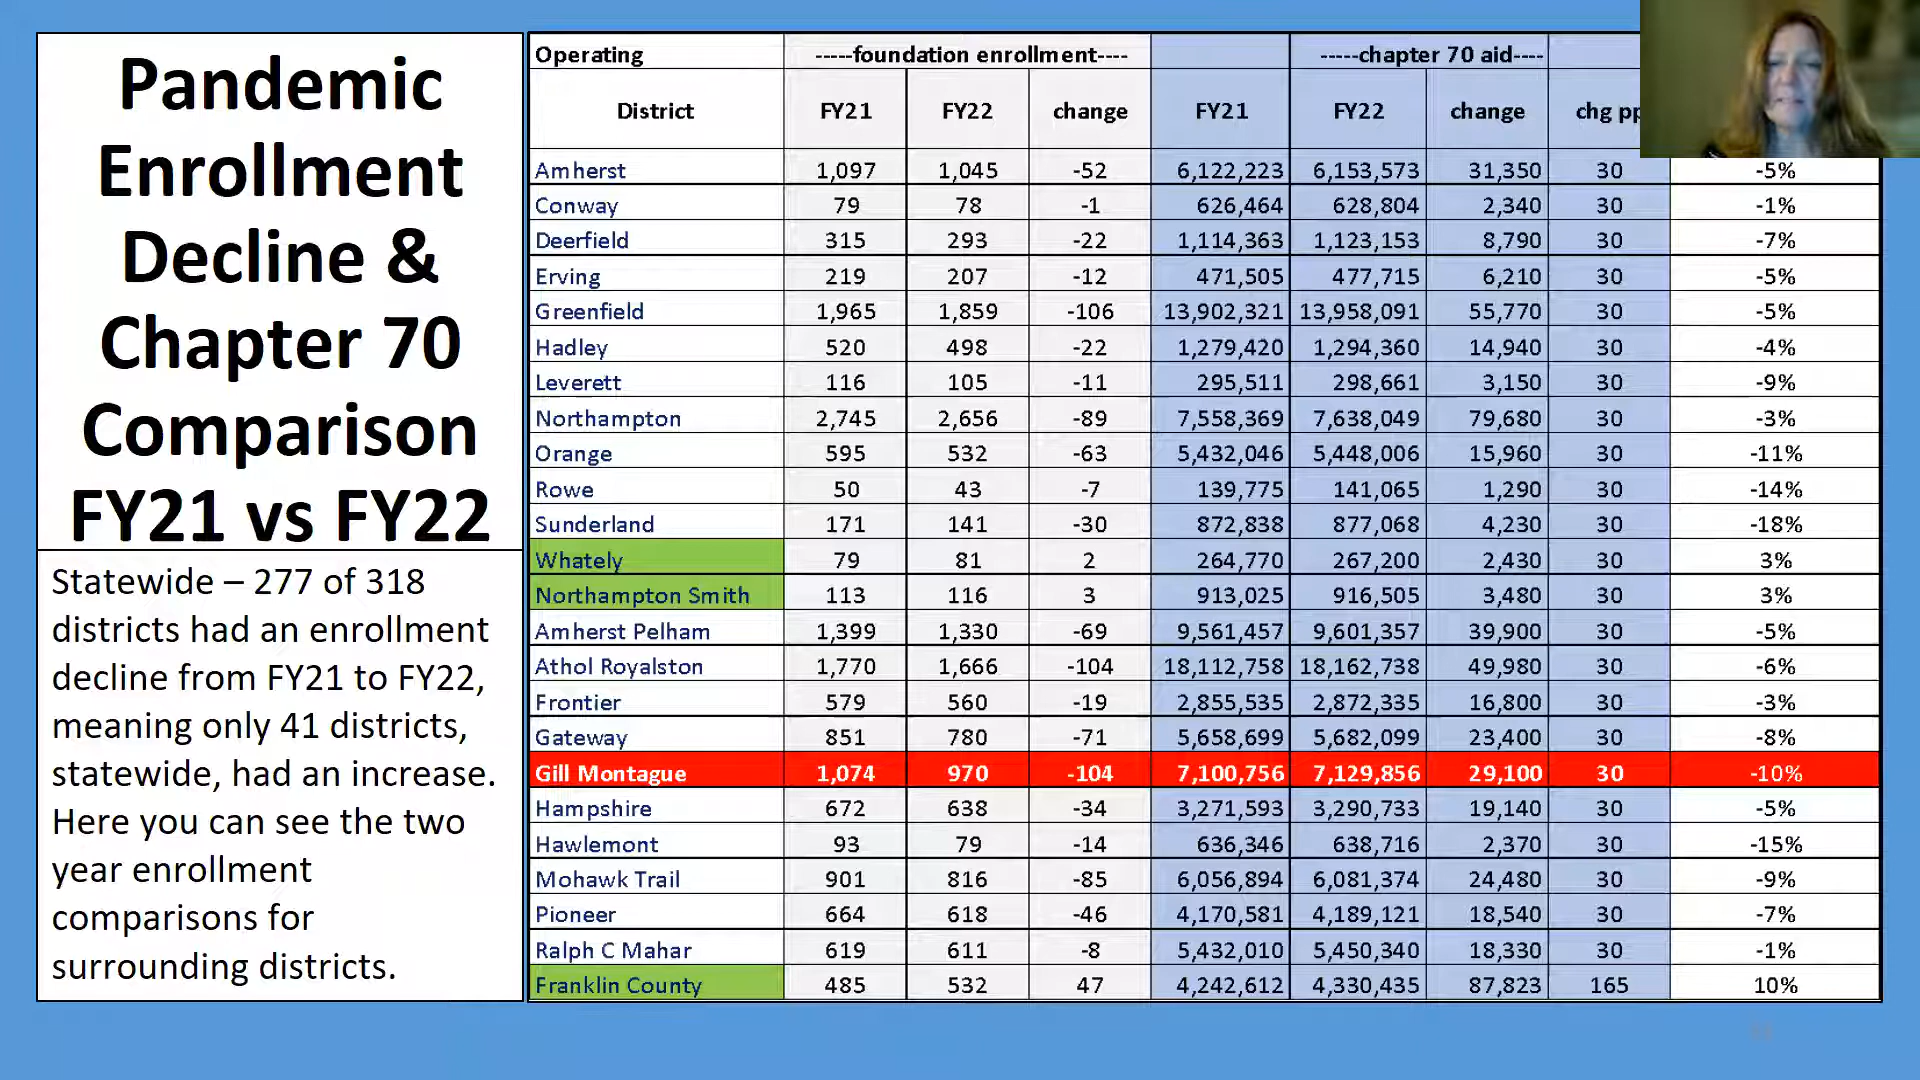 Pandemic
Enrollment
Decline &
Chapter 70
Comparison
FY21 vs FY22
Statewide – 277 of 318
districts had an enrollment
decline from FY21 to FY22,
meaning only 41 districts,
statewide, had an increase.
Here you can see the two
year enrollment
comparisons for
surrounding districts.
Operating -----foundation enrollment---- -----chapter 70 aid----
District FY21 FY22 change FY21 FY22 change chg
Amherst 1,097 1,045 -52 6,122,223 6,153,573 31,350 30 -5%
Conway 79 78 -1 626,464 628,804 2,340 30 -1%
Deerfield 315 293 -22 1,114,363 1,123,153 8,790 30 -7%
Erving 219 207 -12 471,505 477,715 6,210 30 -5%
Greenfield 1,965 1,859 -106 13,902,321 13,958,091 55,770 30 -5%
Hadley 520 498 -22 1,279,420 1,294,360 14,940 30 -4%
Leverett 116 105 -11 295,511 298,661 3,150 30 -9%
Northampton 2,745 2,656 -89 7,558,369 7,638,049 79,680 30 -3%
Orange 595 532 -63 5,432,046 5,448,006 15,960 30 -11%
Rowe 50 43 -7 139,775 141,065 1,290 30 -14%
Sunderland 171 141 -30 872,838 877,068 4,230 30 -18%
Whately 79 81 2 264,770 267,200 2,430 30 3%
Northampton Smith 113 116 3 913,025 916,505 3,480 30 3%
Amherst Pelham 1,399 1,330 -69 9,561,457 9,601,357 39,900 30 -5%
Athol Royalston 1,770 1,666 -104 18,112,758 18,162,738 49,980 30 -6%
Frontier 579 560 -19 2,855,535 2,872,335 16,800 30 -3%
Gateway 851 780 -71 5,658,699 5,682,099 23,400 30 -8%
Gill Montague 1,074 970 -104 7,100,756 7,129,856 29,100 30 -10%
Hampshire 672 638 -34 3,271,593 3,290,733 19,140 30 -5%
Hawlemont 93 79 -14 636,346 638,716 2,370 30 -15%
Mohawk Trail 901 816 -85 6,056,894 6,081,374 24,480 30 -9%
Pioneer 664 618 -46 4,170,581 4,189,121 18,540 30 -7%
Ralph C Mahar 619 611 -8 5,432,010 5,450,340 18,330 30 -1%
Franklin County 485 532 47 4,242,612 4,330,435 87,823 165 10%